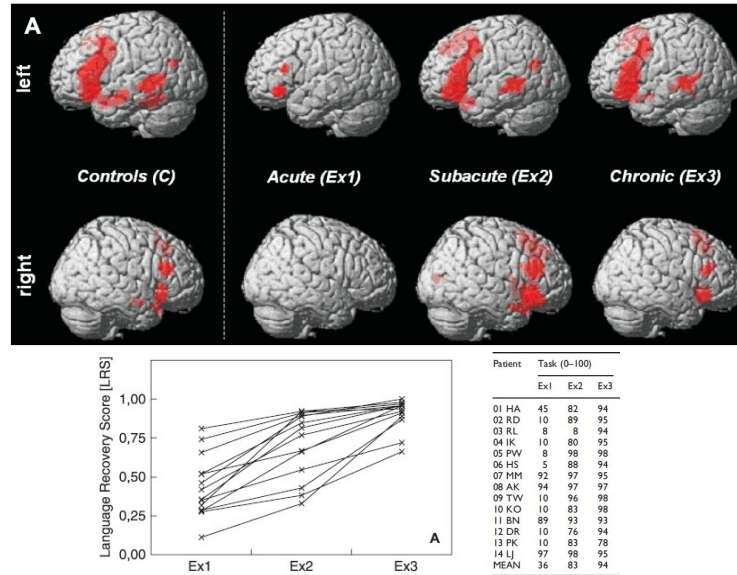 A
left
Controls (C)
Acute (Ex1)
Subacute (Ex2)
Chronic (Ex3)
right
Language Recovery Score [LRS]
1,00
0,75
0,50
0,25
0,00
Ex1 Ex2 Ex3
A
Patient Task (0–100)
Ex1 Ex2 Ex3
01 HA 45 82 94
02 RD 10 89 95
03 RL 8 8 94
04 IK 10 80 95
05 PW 8 98 98
06 HS 5 88 94
07 MM 92 97 95
08 AK 94 97 97
09 TW 10 96 98
10 KO 10 83 98
11 BN 89 93 93
12 DR 10 76 94
13 PK 10 83 78
14 LJ 97 98 95
MEAN 36 83 94